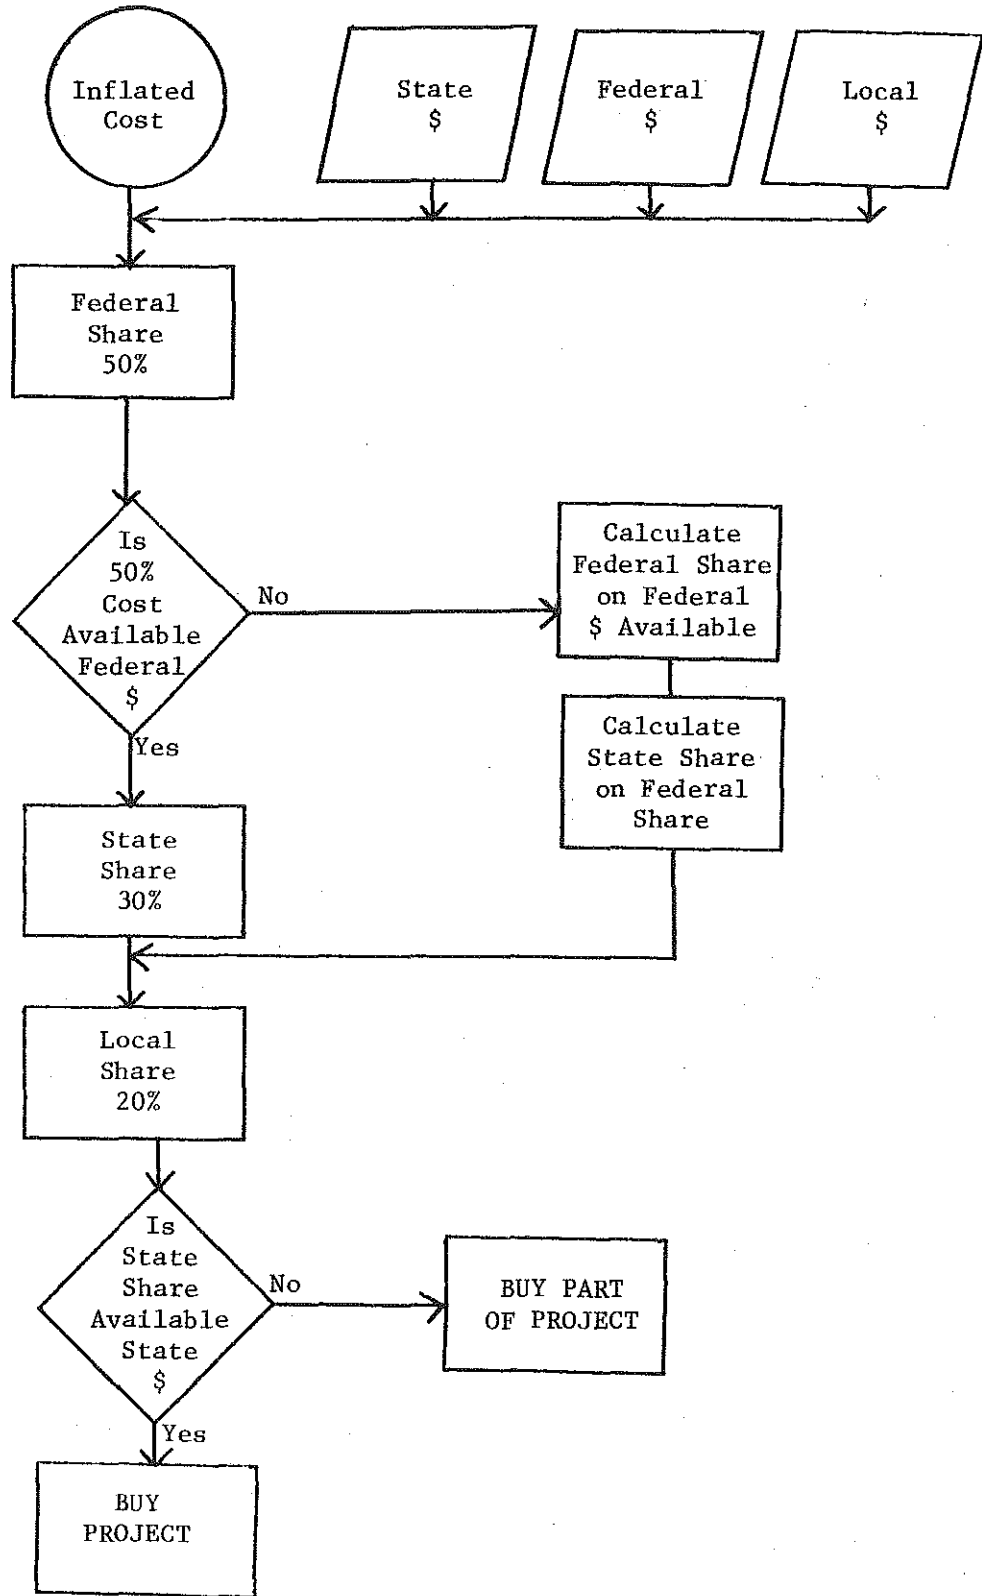 Inflated
Cost
State
$
Federal
$
Local
$
Federal
Share
50%
Is
50%
Cost
Available
Federal
$
No
Calculate
Federal Share
on Federal
$ Available
Yes
Calculate
State Share
on Federal
Share
State
Share
30%
Local
Share
20%
Is
State
Share
Available
State
$
No
BUY PART
OF PROJECT
Yes
BUY
PROJECT